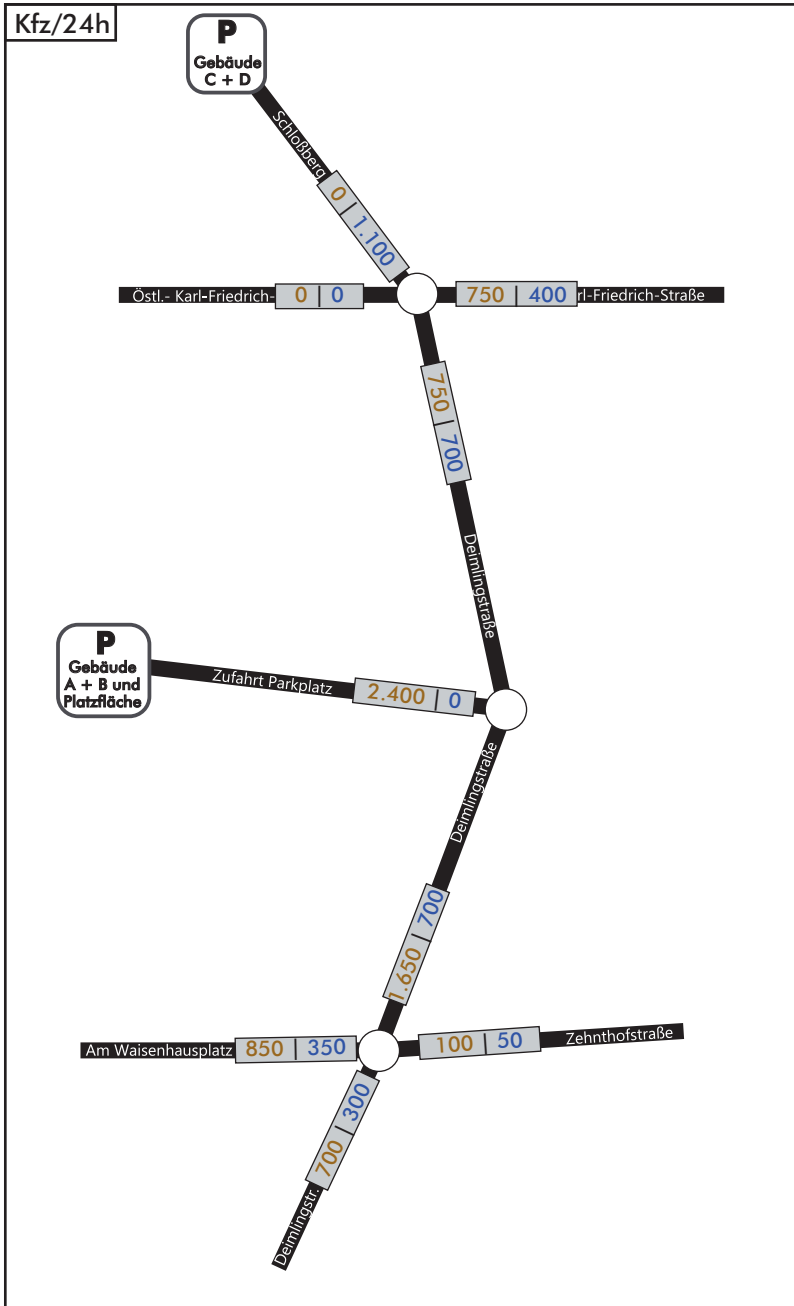 Kfz/24h
P
Gebäude
C + D
Schloßberg
0 | 1.100
Östl.- Karl-Friedrich-
0 | 0
750 | 400
rl-Friedrich-Straße
750 | 700
Deimlingstraße
P
Gebäude
A + B und
Platzfläche
Zufahrt Parkplatz
2.400 | 0
Deimlingstraße
1.650 | 700
Am Waisenhausplatz
850 | 350
100 | 50
Zehnthofstraße
700 | 300
Deimlingstr.